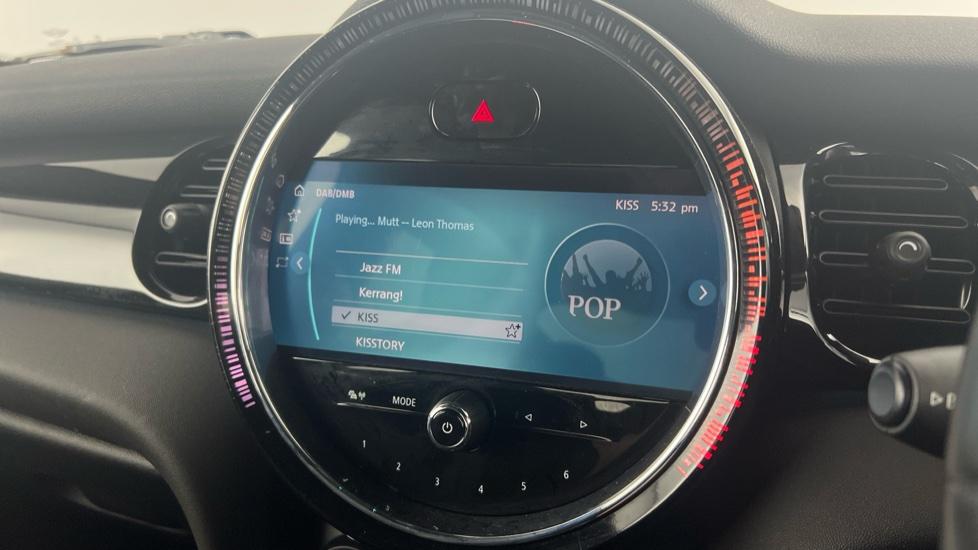 DAB/DMB
KISS 5:32 pm
Playing... Mutt -- Leon Thomas
Jazz FM
Kerrang!
✓ KISS
KISSTORY
POP
MODE
1 2 3 4 5 6